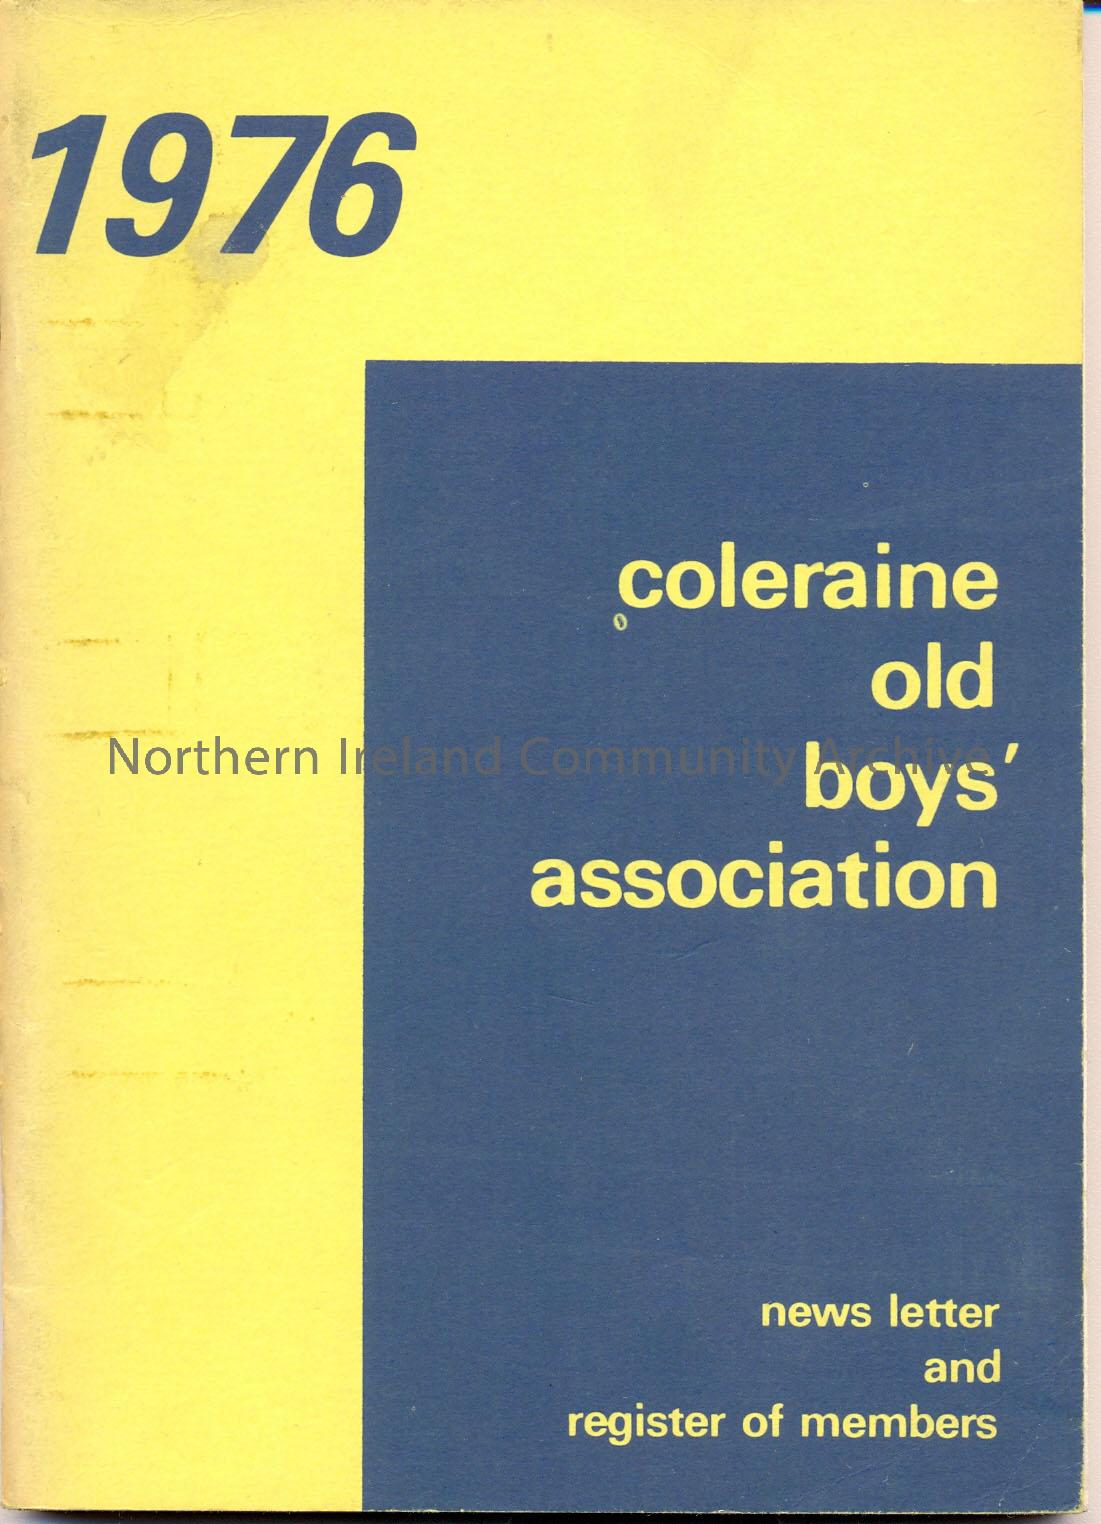 1976
coleraine
old
boys'
Northern Ireland Community Archive
association
news letter
and
register of members